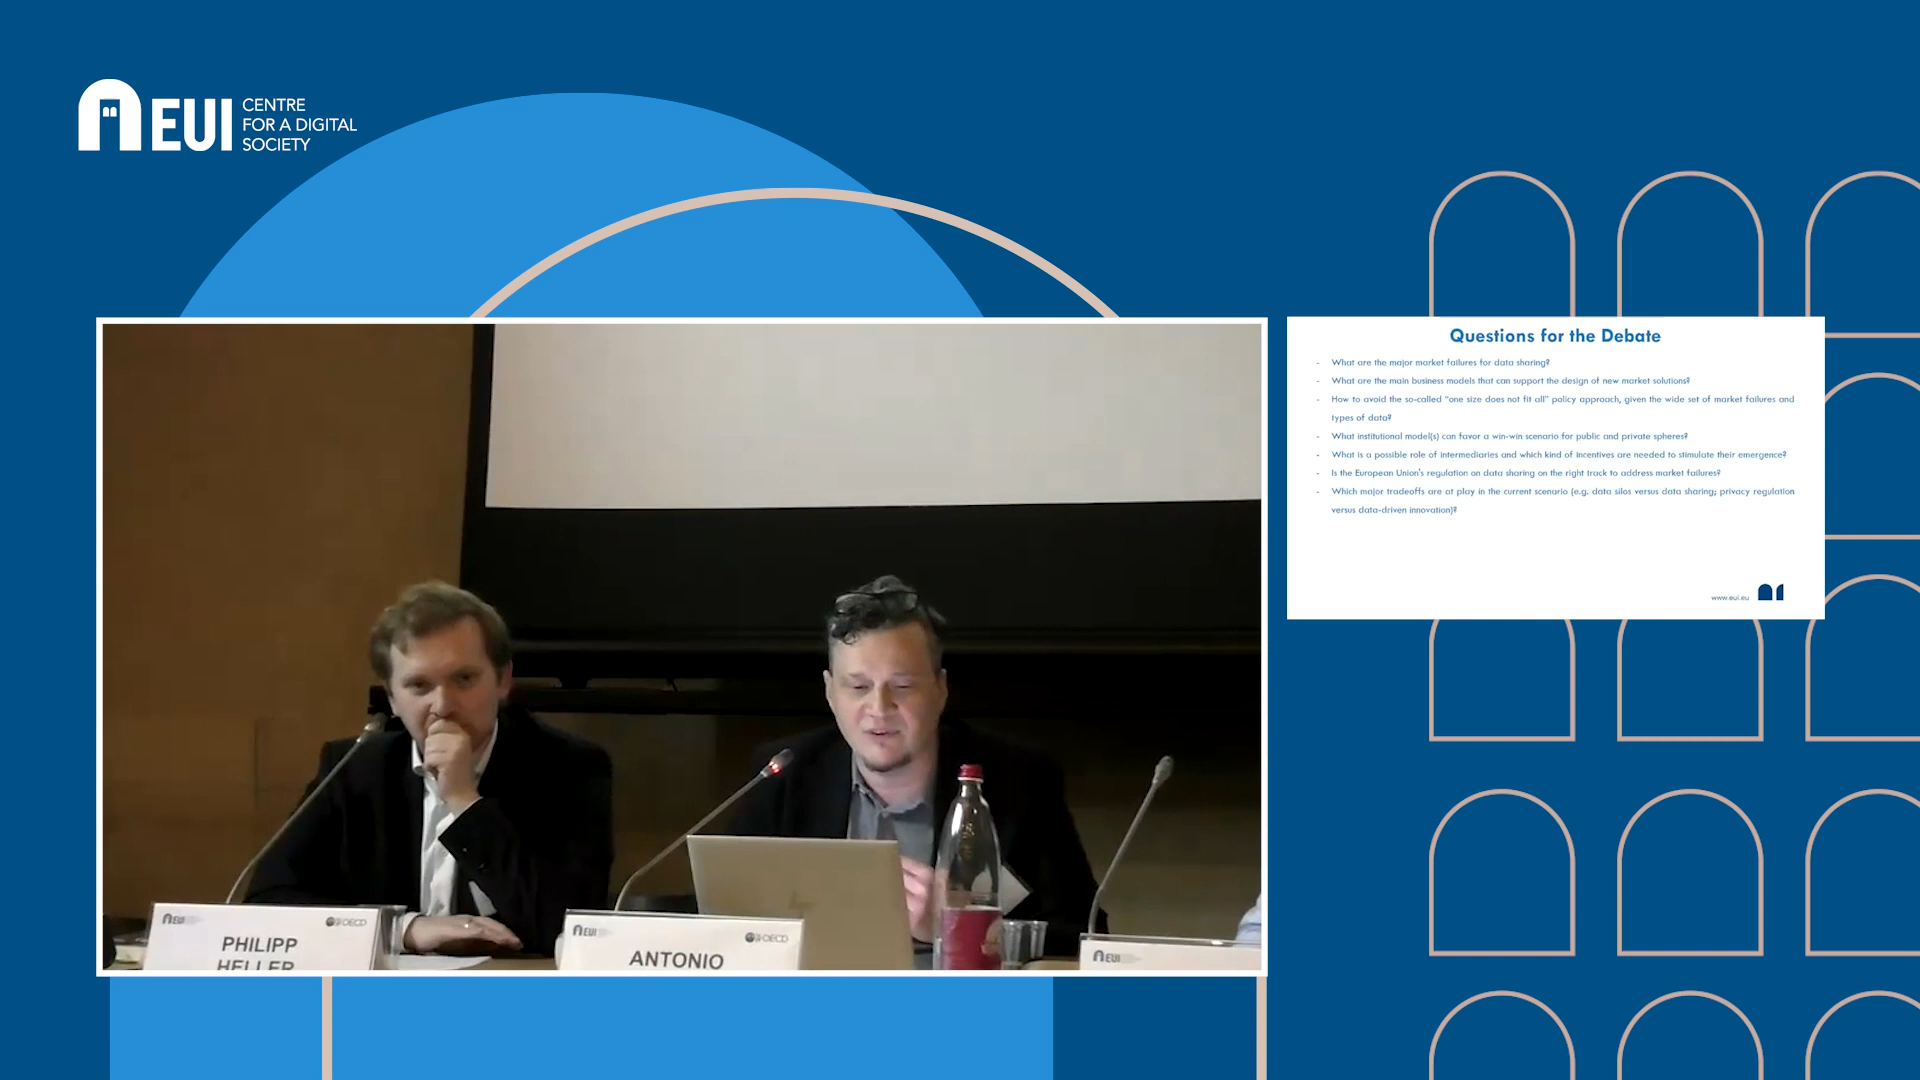 EUI
CENTRE
FOR A DIGITAL
SOCIETY
Questions for the Debate
- What are the major market failures for data sharing?
- What are the main business models that can support the design of new market solutions?
- How to avoid the so-called “one size does not fit all” policy approach, given the wide set of market failures and
types of data?
- What institutional model(s) can favor a win-win scenario for public and private spheres?
- What is a possible role of intermediaries and which kind of incentives are needed to stimulate their emergence?
- Is the European Union's regulation on data sharing on the right track to address market failures?
- Which major tradeoffs are at play in the current scenario (e.g. data silos versus data sharing; privacy regulation
versus data-driven innovation)?
www.eui.eu
EUI
OECD
PHILIPP
HELLER
EUI
OECD
ANTONIO
EUI